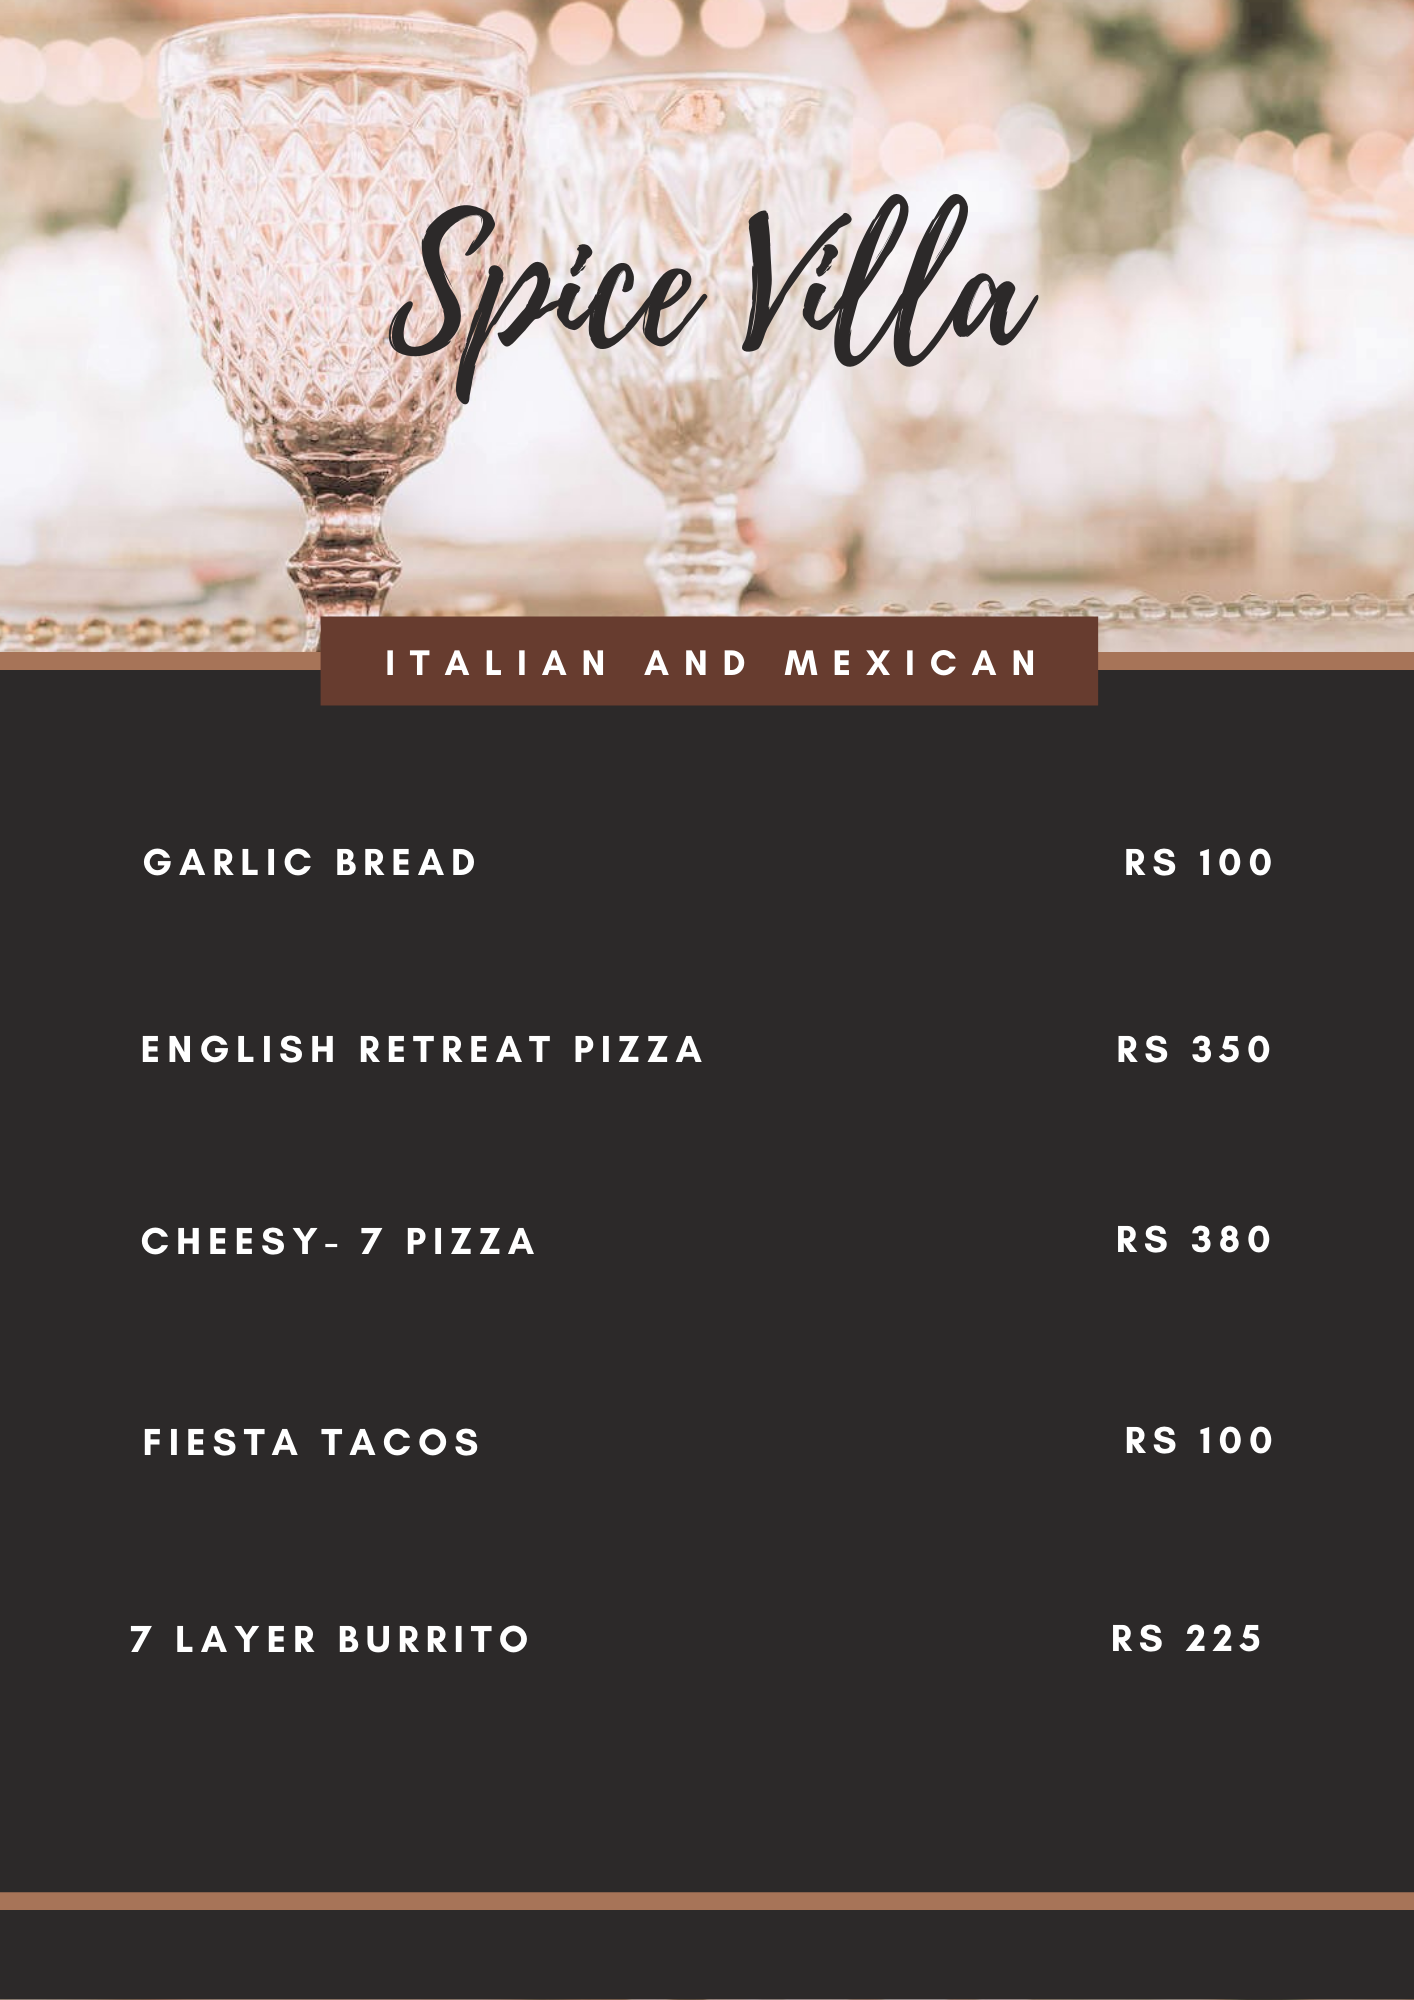 Spice Villa
ITALIAN AND MEXICAN
GARLIC BREAD RS 100
ENGLISH RETREAT PIZZA RS 350
CHEESY- 7 PIZZA RS 380
FIESTA TACOS RS 100
7 LAYER BURRITO RS 225